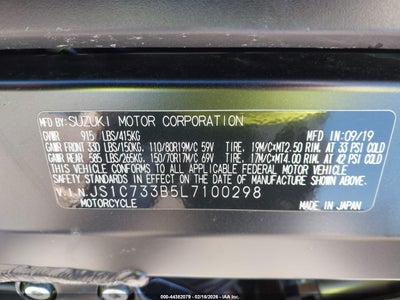 MFD BY:SUZUKI MOTOR CORPORATION 09/19
GVWR 915 LBS/415KG
GAWR FRONT 330 LBS/150KG, 110/80R19M/C 59V TIRE, 19M/C×MT2.50 RIM. AT 33 PSI COLD
GAWR REAR 585 LBS/265KG, 150/70R17M/C 69V TIRE, 17M/C×MT4.00 RIM. AT 42 PSI COLD
V.I.N. JS1C733B5L7100298
THIS VEHICLE CONFORMS TO ALL APPLICABLE FEDERAL MOTOR VEHICLE
SAFETY STANDARDS IN EFFECT ON THE DATE OF MANUFACTURE SHOWN ABOVE
MOTORCYCLE MADE IN JAPAN
000-44382079 - 02/18/2026 - IAA, Inc.